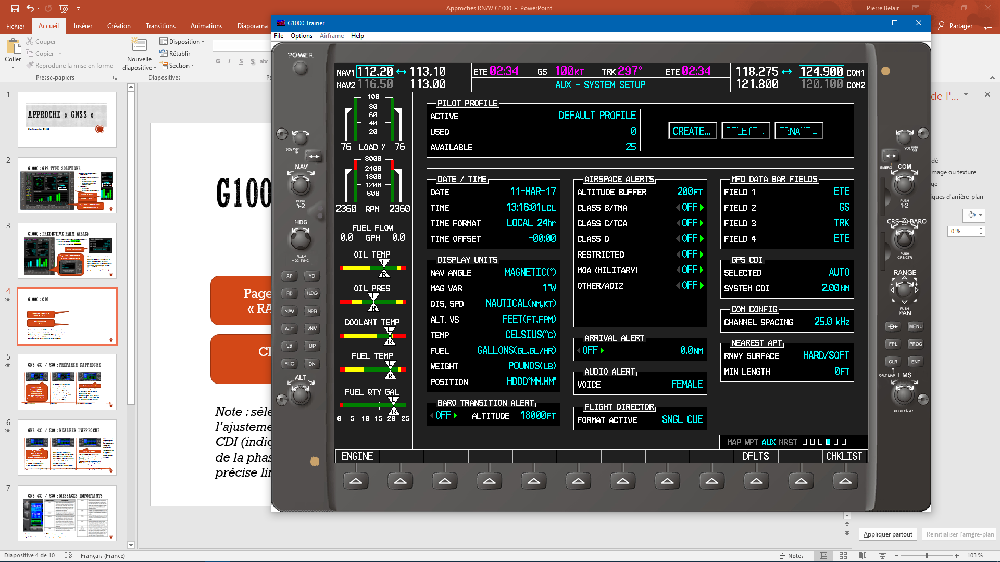 Approches RNAV G1000 - PowerPoint
Pierre Belair
Fichier
Accueil
Insérer
Création
Transitions
Animations
Diaporama
Partager
Couper
Copier
Reproduire la mise en forme
Coller
Presse-papiers
Nouvelle
diapositive
Disposition
Rétablir
Section
Diapositives
G I S S abc
1
APPROCHE « GNSS »
Configuration G1000
2
G1000 : GPS TYPE SOLUTIONS
3
G1000 : PREDICTIVE RAIM (ABAS)
4
G1000 : CDI
5
GNS 430 / 530 : PRÉPARER L'APPROCHE
6
GNS 430 / 530 : REALISER L'APPROCHE
7
GNS 430 / 530 : MESSAGES IMPORTANTS
G100
Page
« RA
Note : séle
l'ajusteme
CDI (indic
de la phas
précise lin
G1000 Trainer
File
Options
Airframe
Help
POWER
VOL PUSH ID
NAV
PUSH
1-2
HDG
PUSH
HDG SYNC
AP YD
FD HDG
NAV APR
ALT VNV
VS UP
FLC DN
ALT
NAV1 112.20 ↔ 113.10
NAV2 116.50 113.00
ETE 02:34 GS 100KT TRK 297° ETE 02:34
AUX - SYSTEM SETUP
118.275 ↔ 124.900 COM1
121.800 120.100 COM2
100
80
60
40
20
76 LOAD % 76
3000
2400
1800
1200
600
2360 RPM 2360
FUEL FLOW
0.0 GPH 0.0
OIL TEMP
L
R
OIL PRES
L
R
COOLANT TEMP
L
R
FUEL TEMP
L
R
FUEL QTY GAL
L
R
0 5 10 15 20 25
PILOT PROFILE
ACTIVE DEFAULT PROFILE
USED 0
AVAILABLE 25
CREATE... DELETE... RENAME...
DATE / TIME
DATE 11-MAR-17
TIME 13:16:01LCL
TIME FORMAT LOCAL 24hr
TIME OFFSET -00:00
DISPLAY UNITS
NAV ANGLE MAGNETIC(°)
MAG VAR 1°W
DIS, SPD NAUTICAL(NM,KT)
ALT, VS FEET(FT,FPM)
TEMP CELSIUS(°C)
FUEL GALLONS(GL,GL/HR)
WEIGHT POUNDS(LB)
POSITION HDDD°MM.MM'
BARO TRANSITION ALERT
OFF ALTITUDE 18000FT
AIRSPACE ALERTS
ALTITUDE BUFFER 200FT
CLASS B/TMA OFF
CLASS C/TCA OFF
CLASS D OFF
RESTRICTED OFF
MOA (MILITARY) OFF
OTHER/ADIZ OFF
ARRIVAL ALERT
OFF 0.0NM
AUDIO ALERT
VOICE FEMALE
FLIGHT DIRECTOR
FORMAT ACTIVE SNGL CUE
MFD DATA BAR FIELDS
FIELD 1 ETE
FIELD 2 GS
FIELD 3 TRK
FIELD 4 ETE
GPS CDI
SELECTED AUTO
SYSTEM CDI 2.00NM
COM CONFIG
CHANNEL SPACING 25.0 kHz
NEAREST APT
RNWY SURFACE HARD/SOFT
MIN LENGTH 0FT
MAP WPT AUX NRST
ENGINE DFLTS CHKLIST
VOL PUSH SQ
EMERG
COM
PUSH
1-2
CRS BARO
PUSH
CRS CTR
RANGE
- +
PUSH
PAN
D MENU
FPL PROC
CLR ENT
DFLT MAP
FMS
PUSH CRSR
de l'...
dé
mage ou texture
ge
ques d'arrière-plan
0 %
Appliquer partout
Réinitialiser l'arrière-plan
Diapositive 4 de 10
Français (France)
Notes
103 %